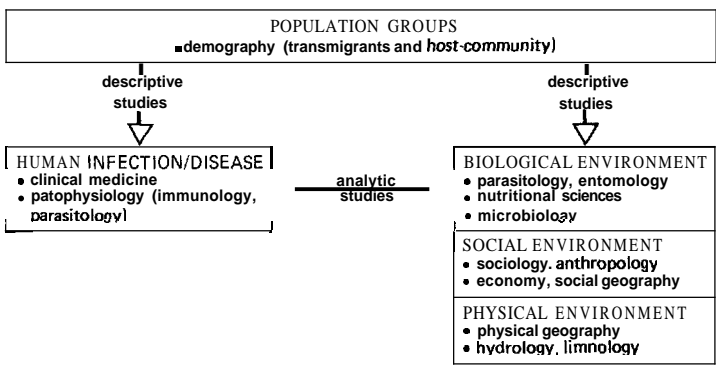 POPULATION GROUPS
▪demography (transmigrants and host-community)
descriptive
studies
descriptive
studies
HUMAN INFECTION/DISEASE
• clinical medicine
• patophysiology (immunology,
parasitology)
analytic
studies
BIOLOGICAL ENVIRONMENT
• parasitology, entomology
• nutritional sciences
• microbiology
SOCIAL ENVIRONMENT
• sociology. anthropology
• economy, social geography
PHYSICAL ENVIRONMENT
• physical geography
• hydrology, limnology